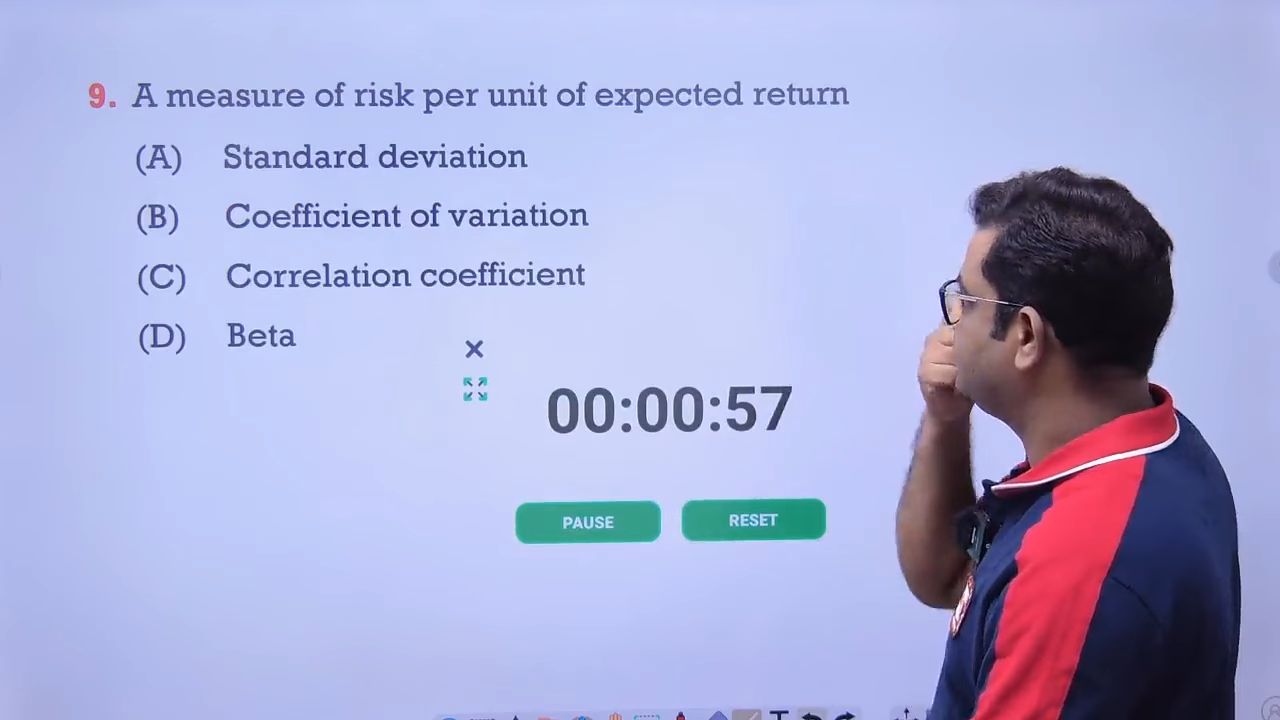 9. A measure of risk per unit of expected return
(A) Standard deviation
(B) Coefficient of variation
(C) Correlation coefficient
(D) Beta
×
00:00:57
PAUSE RESET